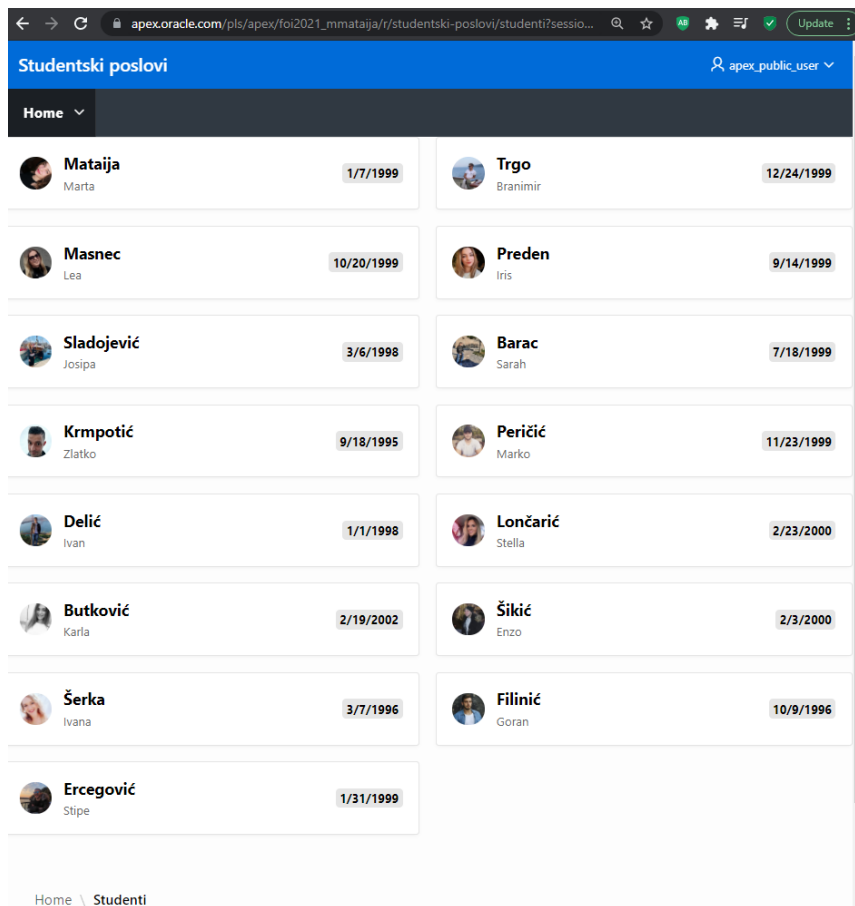 apex.oracle.com/pls/apex/foi2021_mmataija/r/studentski-poslovi/studenti?sessio...
AB
Update
Studentski poslovi
apex_public_user
Home
Mataija
Marta
1/7/1999
Trgo
Branimir
12/24/1999
Masnec
Lea
10/20/1999
Preden
Iris
9/14/1999
Sladojević
Josipa
3/6/1998
Barac
Sarah
7/18/1999
Krmpotić
Zlatko
9/18/1995
Peričić
Marko
11/23/1999
Delić
Ivan
1/1/1998
Lončarić
Stella
2/23/2000
Butković
Karla
2/19/2002
Šikić
Enzo
2/3/2000
Šerka
Ivana
3/7/1996
Filinić
Goran
10/9/1996
Ercegović
Stipe
1/31/1999
Home \ Studenti